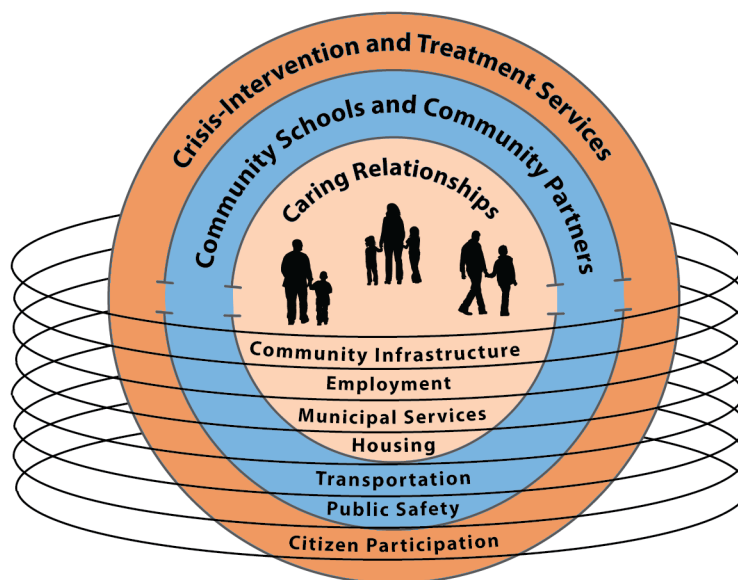 Crisis-Intervention and Treatment Services
Community Schools and Community Partners
Caring Relationships
Community Infrastructure
Employment
Municipal Services
Housing
Transportation
Public Safety
Citizen Participation